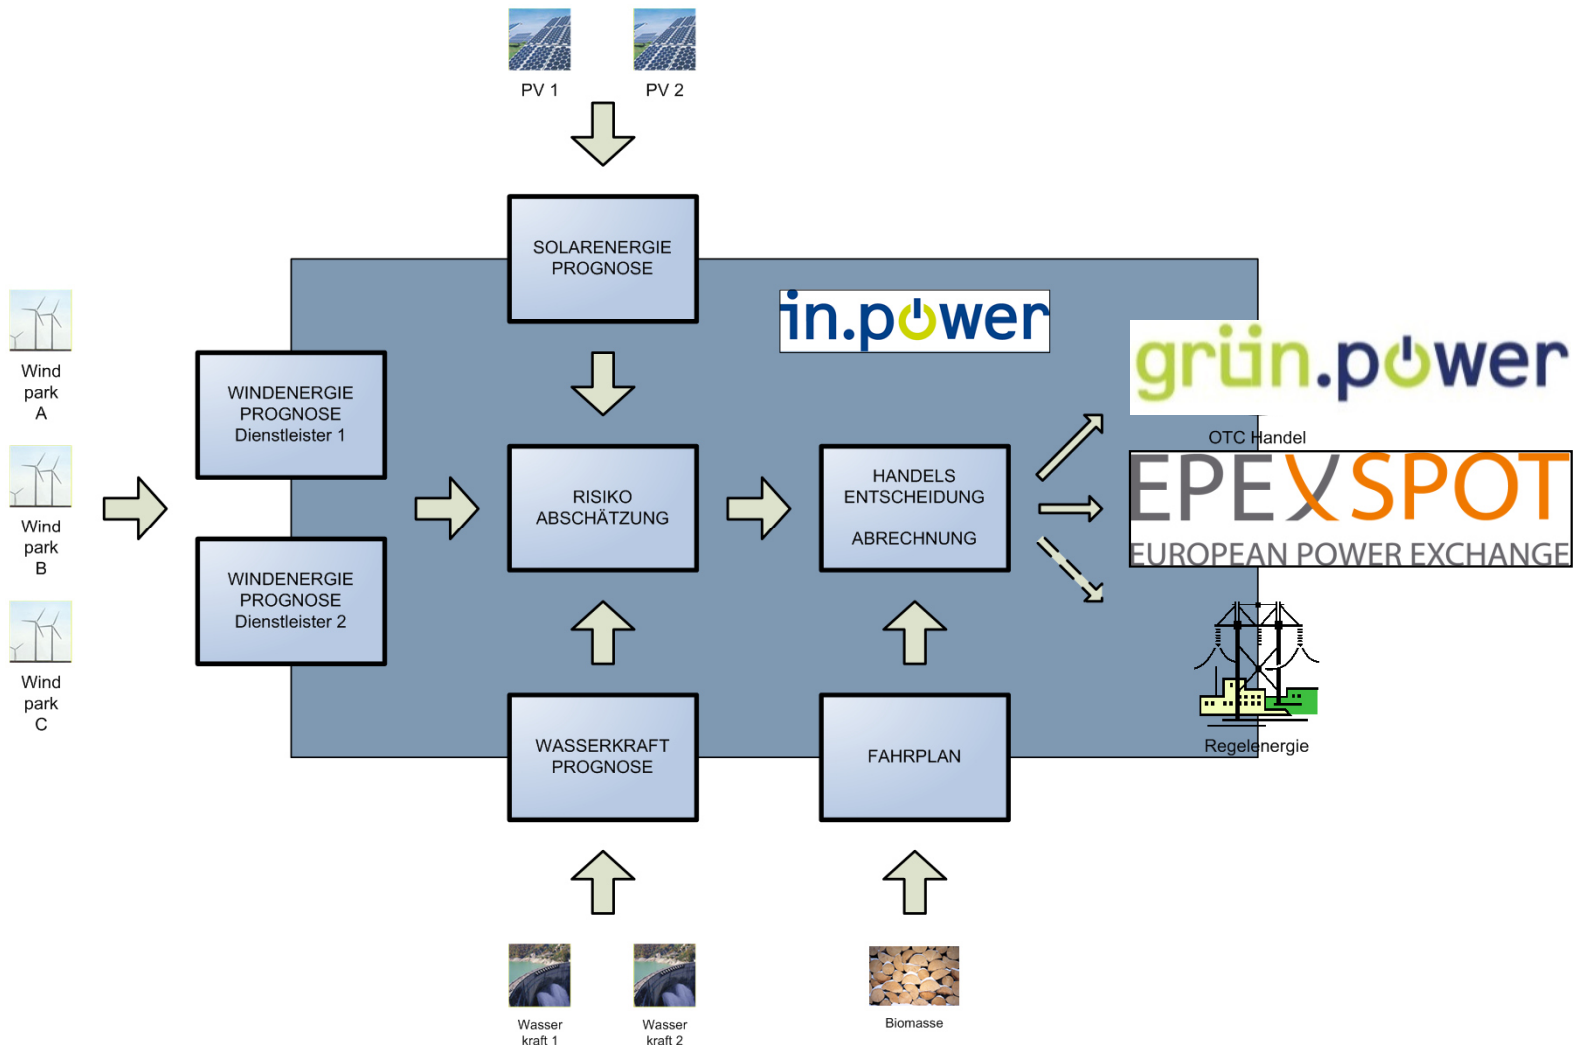 PV 1
PV 2
SOLARENERGIE
PROGNOSE
in.power
grün.power
OTC Handel
EPEXSPOT
EUROPEAN POWER EXCHANGE
Wind
park
A
Wind
park
B
Wind
park
C
WINDENERGIE
PROGNOSE
Dienstleister 1
WINDENERGIE
PROGNOSE
Dienstleister 2
RISIKO
ABSCHÄTZUNG
HANDELS
ENTSCHEIDUNG
ABRECHNUNG
WASSERKRAFT
PROGNOSE
FAHRPLAN
Regelenergie
Wasser
kraft 1
Wasser
kraft 2
Biomasse